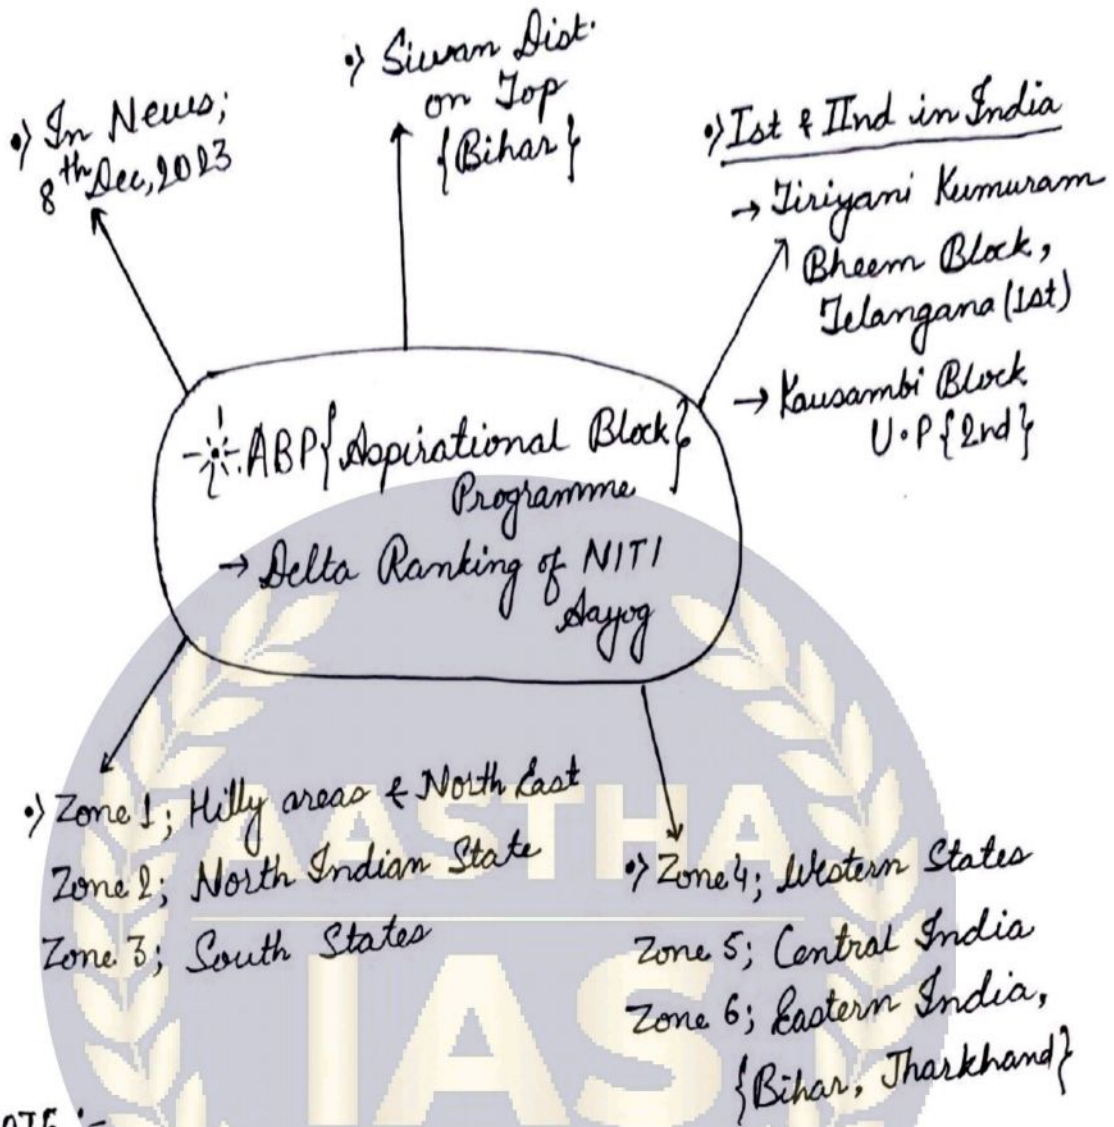 •) In News;
8th Dec, 2023
•) Siwan Dist.
on Top
{Bihar}
•) Ist & IInd in India
→ Tiriyani Kumuram
Bheem Block,
Telangana (1st)
→ Kausambi Block
U.P {2nd}
ABP {Aspirational Block
Programme}
→ Delta Ranking of NITI
Aayog
•) Zone 1; Hilly areas & North East
Zone 2; North Indian State
Zone 3; South States
•) Zone 4; Western States
Zone 5; Central India
Zone 6; Eastern India,
{Bihar, Jharkhand}
AASTHA
IAS